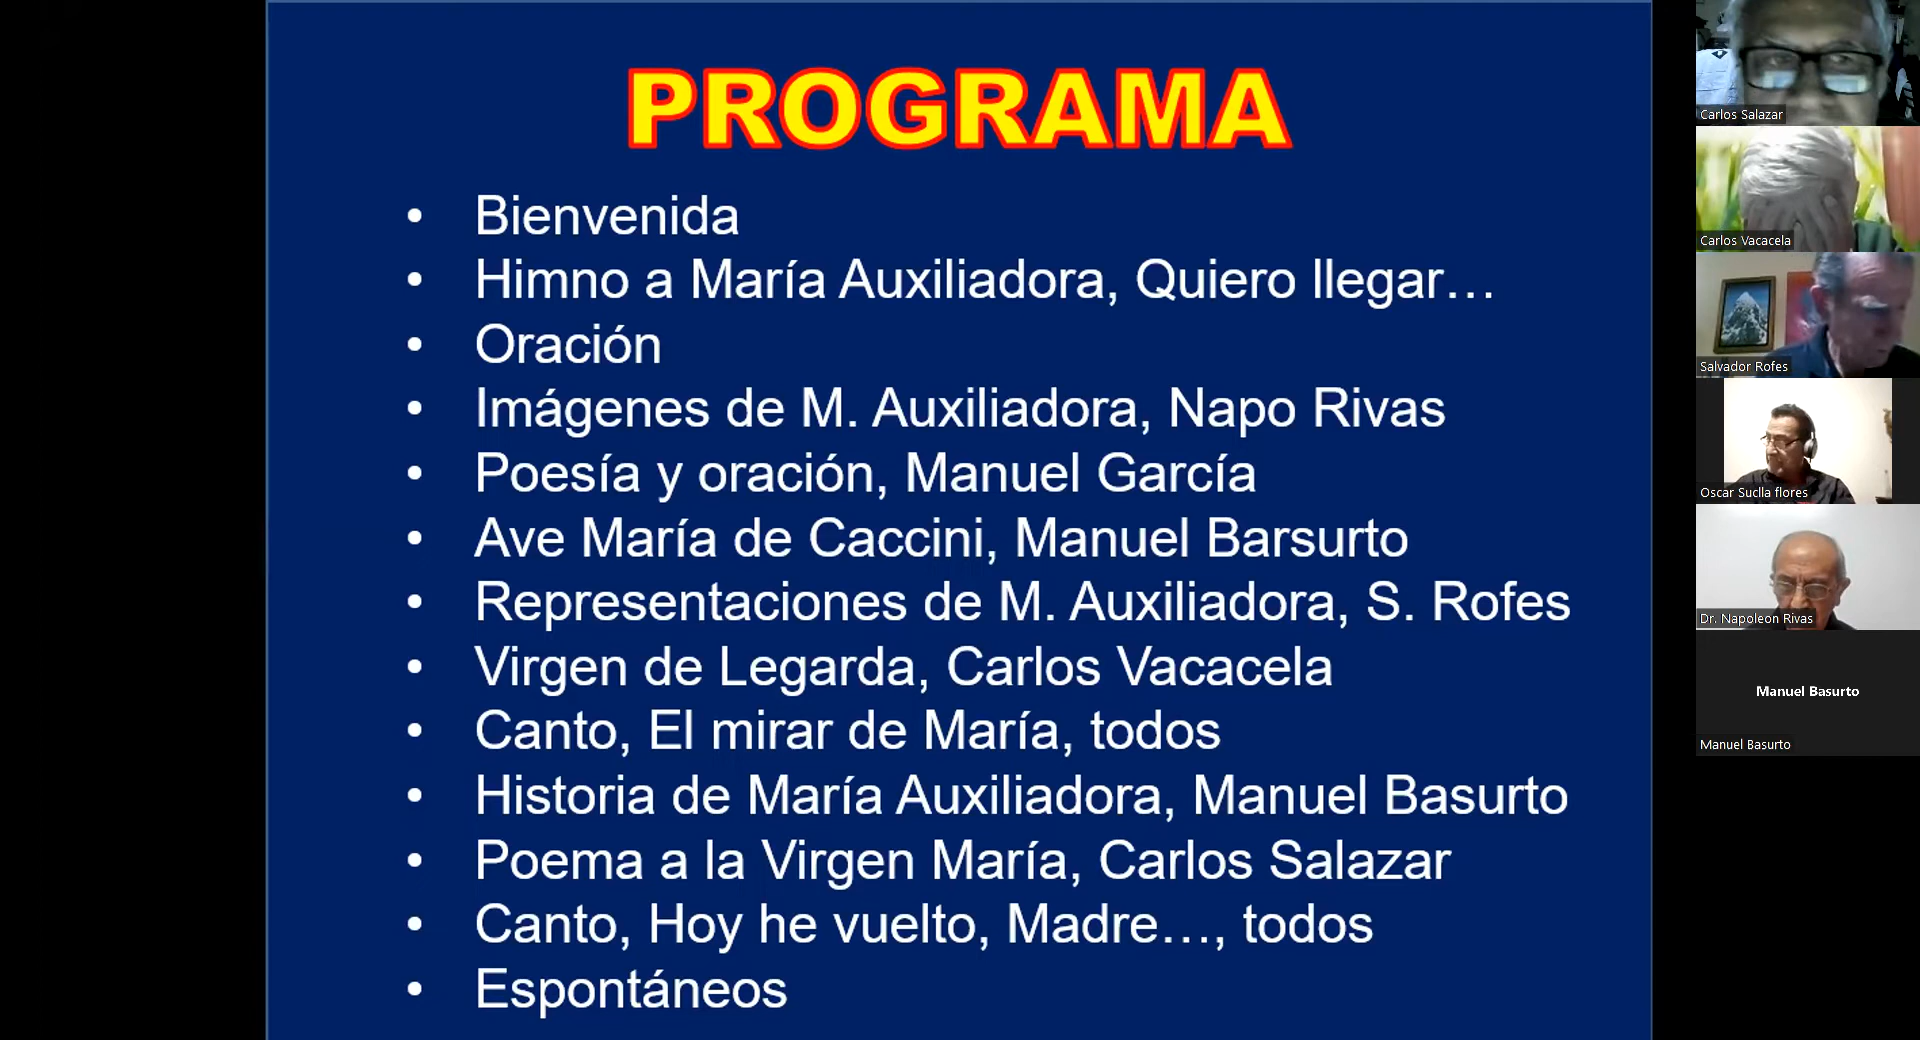 PROGRAMA
• Bienvenida
• Himno a María Auxiliadora, Quiero llegar…
• Oración
• Imágenes de M. Auxiliadora, Napo Rivas
• Poesía y oración, Manuel García
• Ave María de Caccini, Manuel Barsurto
• Representaciones de M. Auxiliadora, S. Rofes
• Virgen de Legarda, Carlos Vacacela
• Canto, El mirar de María, todos
• Historia de María Auxiliadora, Manuel Basurto
• Poema a la Virgen María, Carlos Salazar
• Canto, Hoy he vuelto, Madre…, todos
• Espontáneos
Carlos Salazar
Carlos Vacacela
Salvador Rofes
Oscar Suclla flores
Dr. Napoleon Rivas
Manuel Basurto
Manuel Basurto